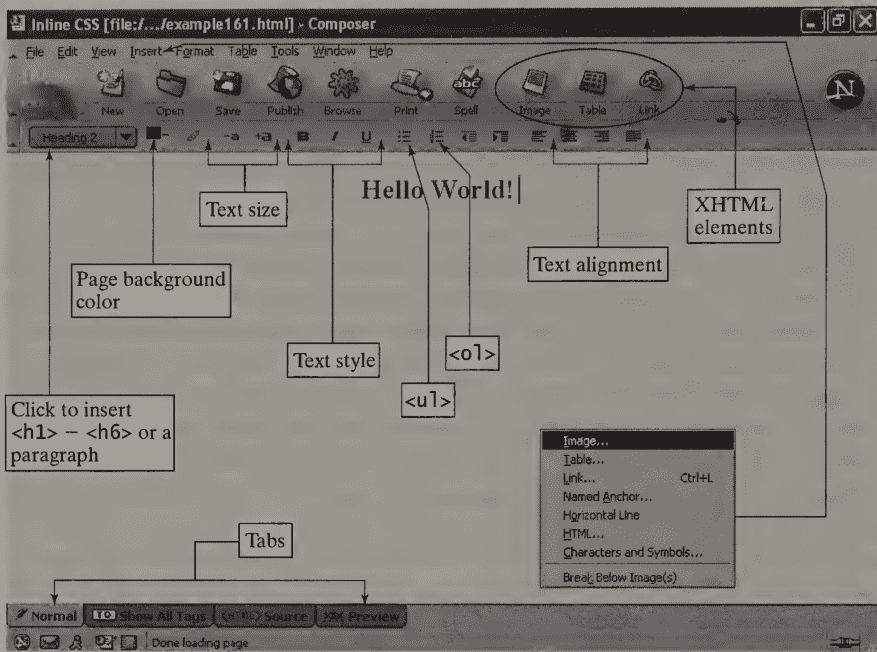 Inline CSS [file:/.../example161.html] - Composer
File Edit View Insert Format Table Tools Window Help
New Open Save Publish Browse Print Spell Image Table Link
N
Heading 2 -a +a B I U
Hello World!
Text size
XHTML
elements
Text alignment
Page background
color
Text style
<ol>
<ul>
Click to insert
<h1> – <h6> or a
paragraph
Image...
Table...
Link... Ctrl+L
Named Anchor...
Horizontal Line
HTML...
Characters and Symbols...
Break Below Image(s)
Tabs
Normal TD Show All Tags <HTML> Source Preview
Done loading page